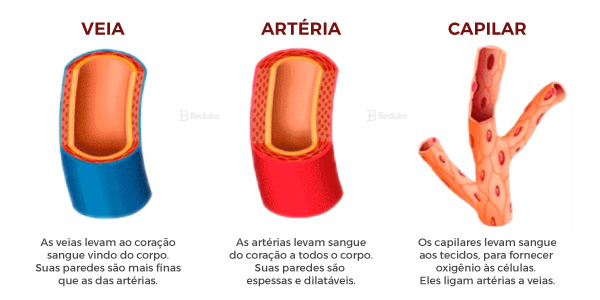 VEIA
ARTÉRIA
CAPILAR
Beduka
Beduka
As veias levam ao coração
sangue vindo do corpo.
Suas paredes são mais finas
que as das artérias.
As artérias levam sangue
do coração a todos o corpo.
Suas paredes são
espessas e dilatáveis.
Os capilares levam sangue
aos tecidos, para fornecer
oxigênio às células.
Eles ligam artérias a veias.